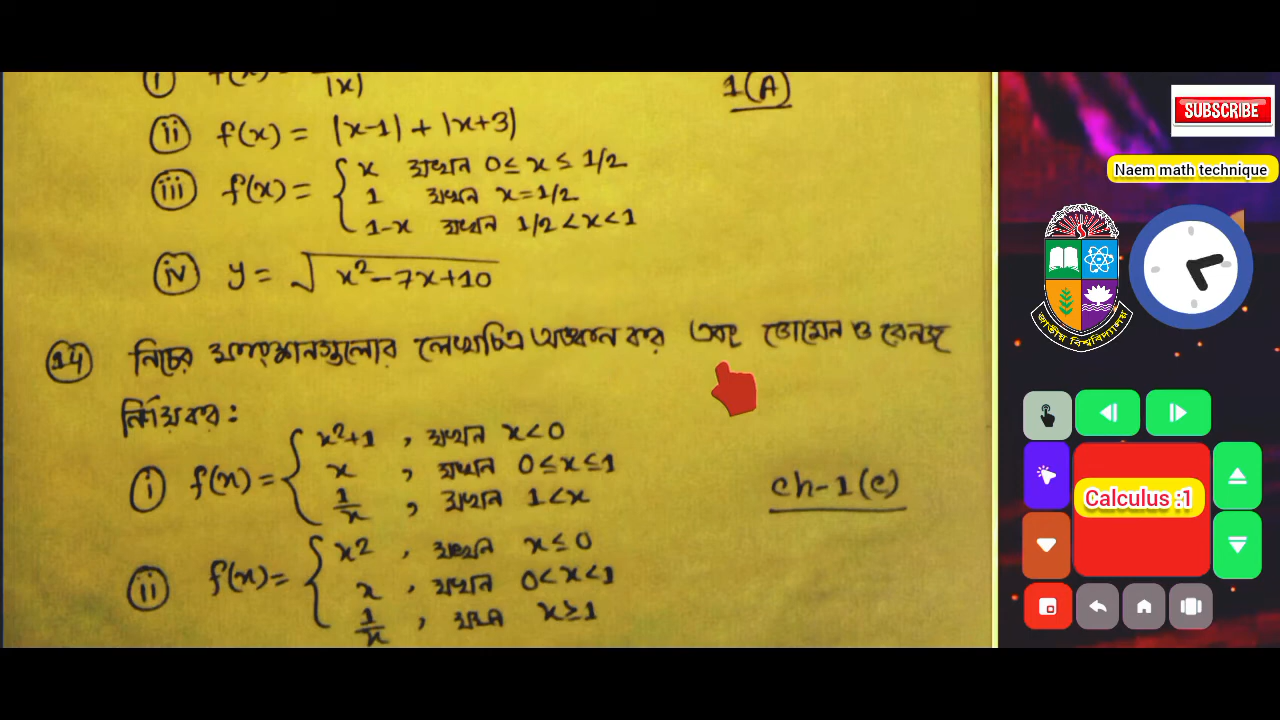 (i) f(x) = |x|
1(A)
(ii) f(x) = |x-1| + |x+3|
(iii) f(x) = { x যখন 0 ≤ x ≤ 1/2
1 যখন x = 1/2
1-x যখন 1/2 < x < 1
(iv) y = √x²-7x+10
(14) নিচের ফাংশনগুলোর লেখচিত্র অঙ্কন কর এবং ডোমেন ও রেনজ
নির্ণয় কর :
(i) f(x) = { x²+1 , যখন x < 0
x , যখন 0 ≤ x ≤ 1
1/x , যখন 1 < x
ch-1(c)
(ii) f(x) = { x² , যখন x ≤ 0
x , যখন 0 < x < 1
1/x , যখন x ≥ 1
SUBSCRIBE
Naem math technique
জাতীয় বিশ্ববিদ্যালয়
Calculus :1